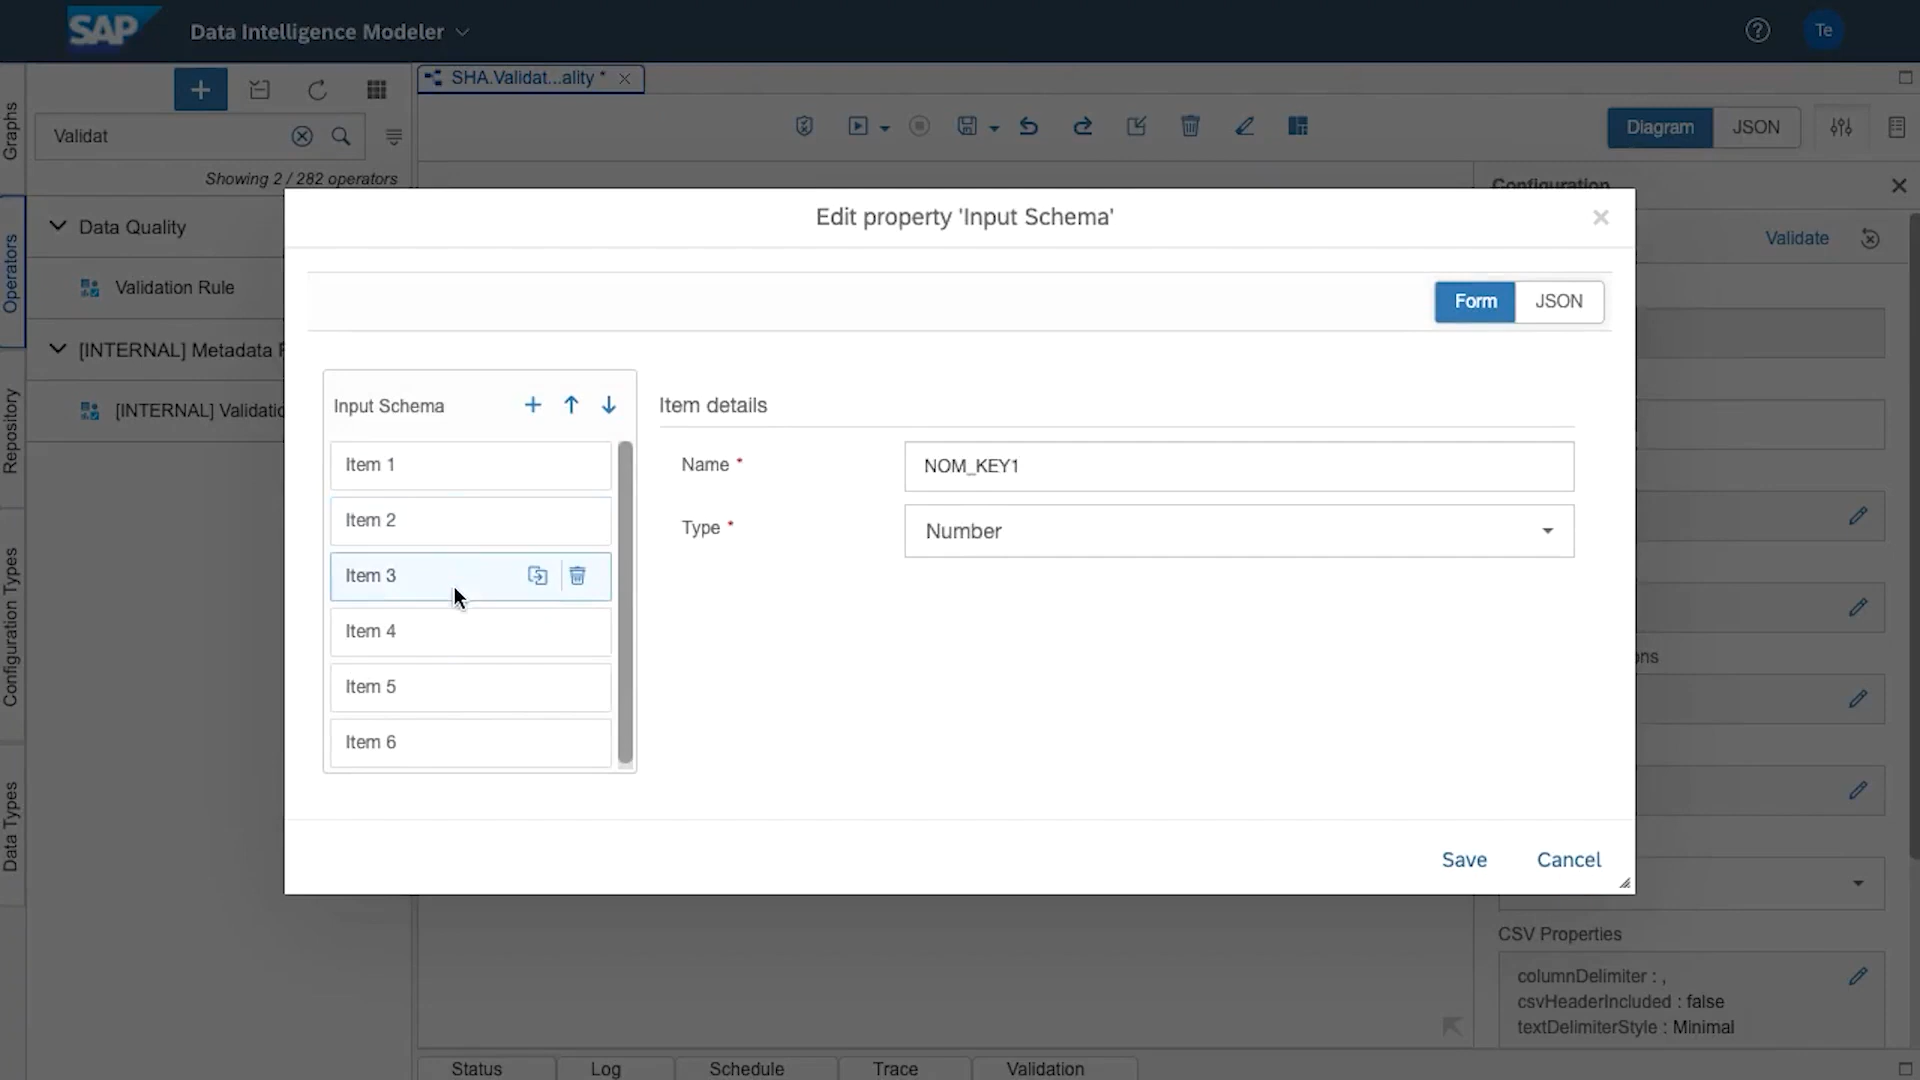 SAP
Data Intelligence Modeler
Te
Graphs
Operators
Repository
Configuration Types
Data Types
SHA.Validat...ality *
Validat
Showing 2 / 282 operators
Data Quality
Validation Rule
[INTERNAL] Metadata
[INTERNAL] Validatio
Diagram
JSON
Configuration
Validate
Edit property 'Input Schema'
Form
JSON
Input Schema
Item 1
Item 2
Item 3
Item 4
Item 5
Item 6
Item details
Name *
NOM_KEY1
Type *
Number
Save
Cancel
ons
CSV Properties
columnDelimiter : ,
csvHeaderIncluded : false
textDelimiterStyle : Minimal
Status
Log
Schedule
Trace
Validation